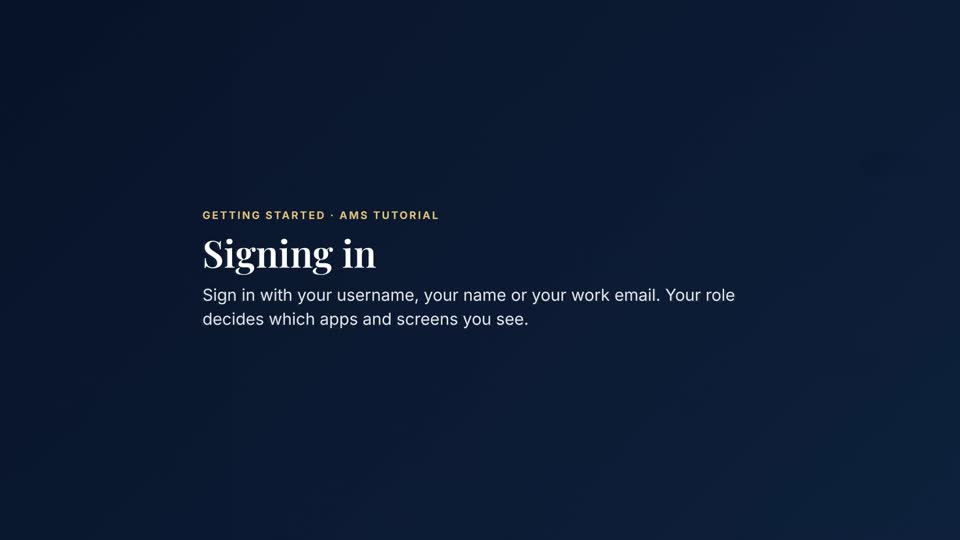 GETTING STARTED · AMS TUTORIAL
Signing in
Sign in with your username, your name or your work email. Your role
decides which apps and screens you see.